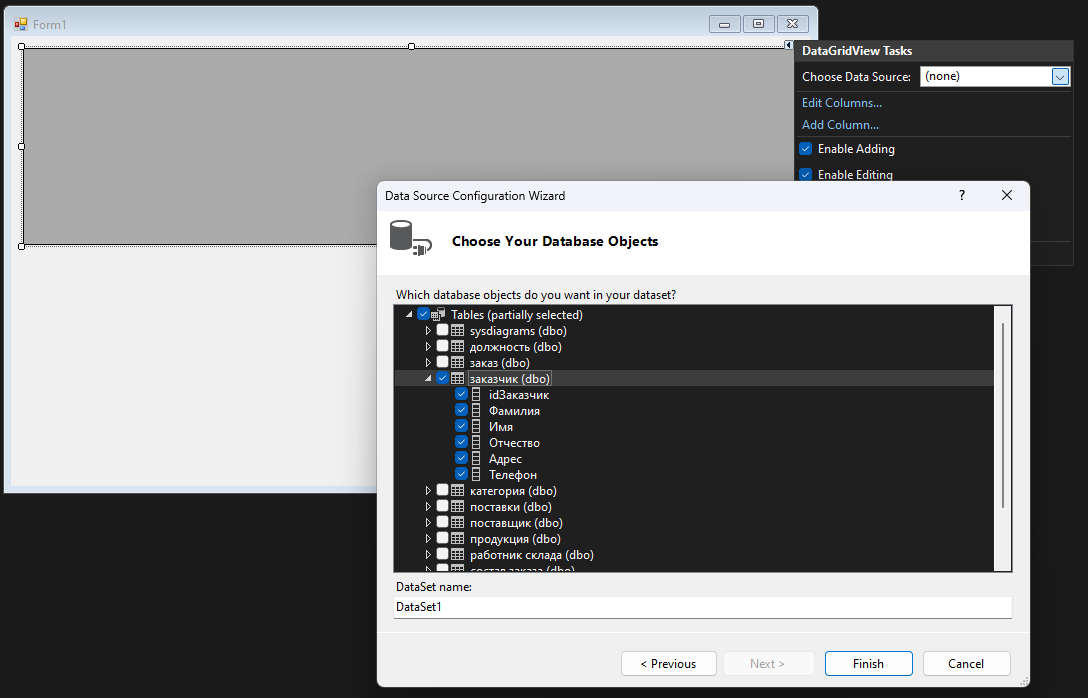 Form1
DataGridView Tasks
Choose Data Source: (none)
Edit Columns...
Add Column...
Enable Adding
Enable Editing
Data Source Configuration Wizard ?
Choose Your Database Objects
Which database objects do you want in your dataset?
Tables (partially selected)
sysdiagrams (dbo)
должность (dbo)
заказ (dbo)
заказчик (dbo)
idЗаказчик
Фамилия
Имя
Отчество
Адрес
Телефон
категория (dbo)
поставки (dbo)
поставщик (dbo)
продукция (dbo)
работник склада (dbo)
состав заказа (dbo)
DataSet name:
DataSet1
< Previous
Next >
Finish
Cancel